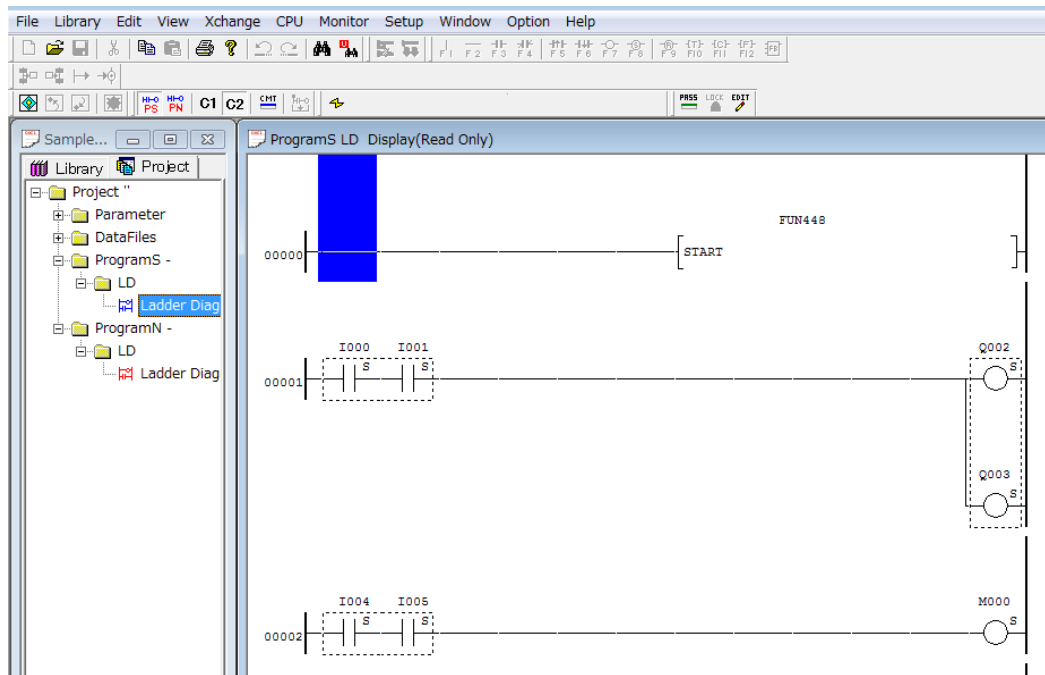 File Library Edit View Xchange CPU Monitor Setup Window Option Help
F1 F2 F3 F4 F5 F6 F7 F8 F9 F10 F11 F12 FB
PS PN C1 C2 CMT PASS LOCK EDIT
Sample...
ProgramS LD Display(Read Only)
Library Project
Project ''
Parameter
DataFiles
ProgramS -
LD
Ladder Diag
ProgramN -
LD
Ladder Diag
FUN448
00000 START
I000 I001 Q002
S S S
00001
Q003
S
I004 I005 M000
S S S
00002